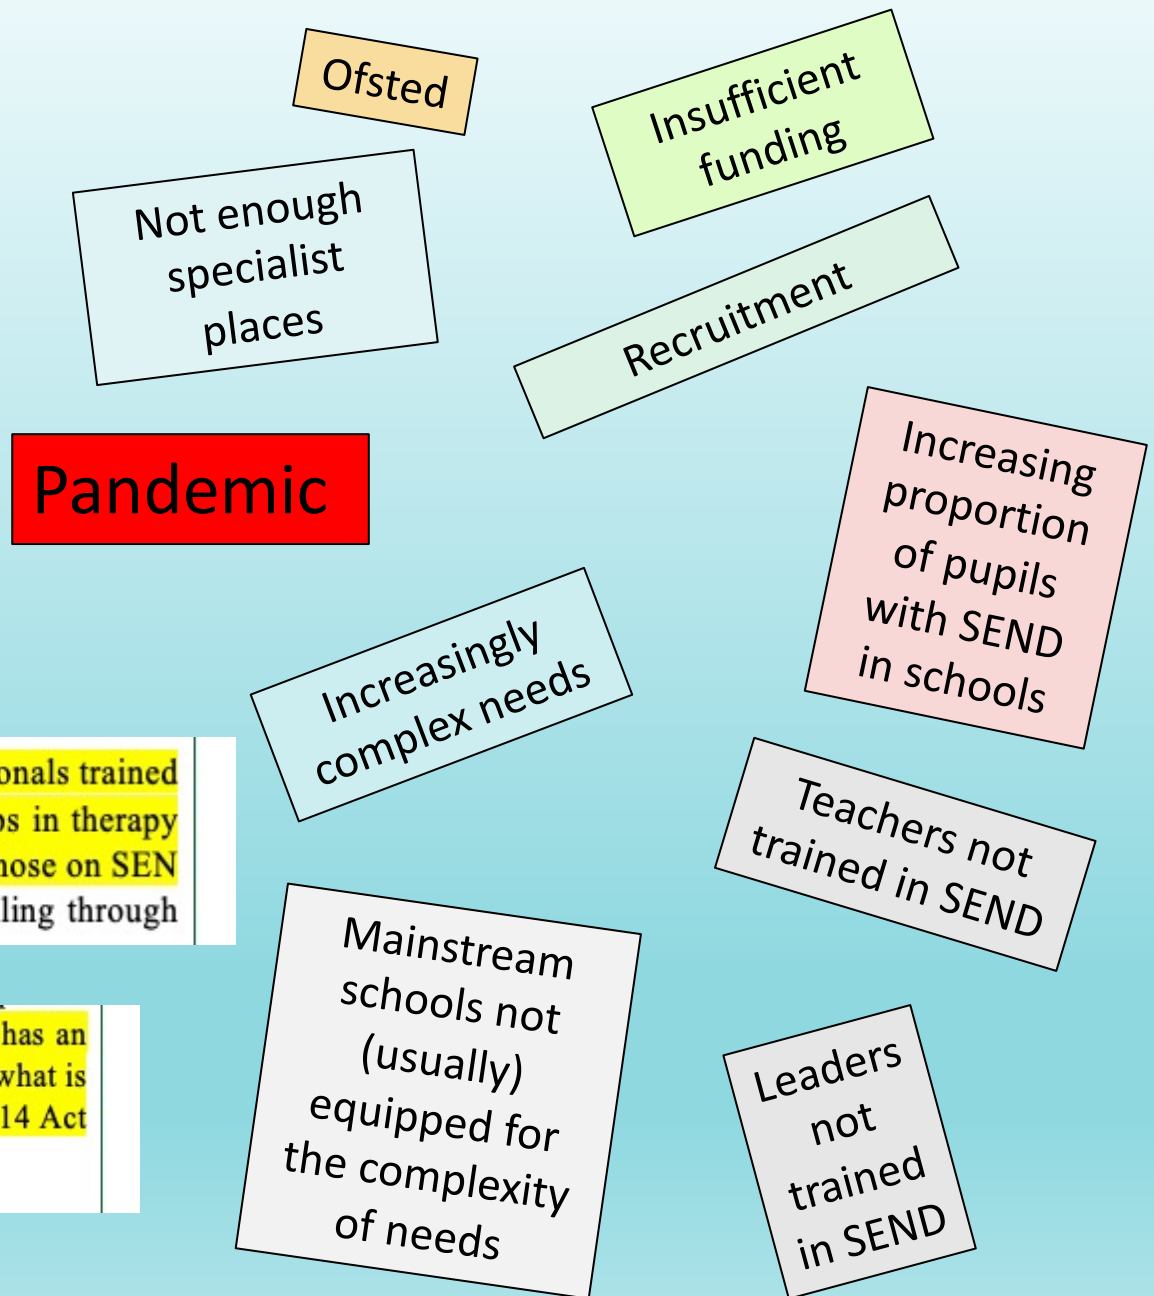 Ofsted
Insufficient
funding
Not enough
specialist
places
Recruitment
Pandemic
Increasing
proportion
of pupils
with SEND
in schools
Increasingly
complex needs
onals trained
os in therapy
hose on SEN
ling through
Teachers not
trained in SEND
Mainstream
schools not
(usually)
equipped for
the complexity
of needs
has an
what is
14 Act
Leaders
not
trained
in SEND